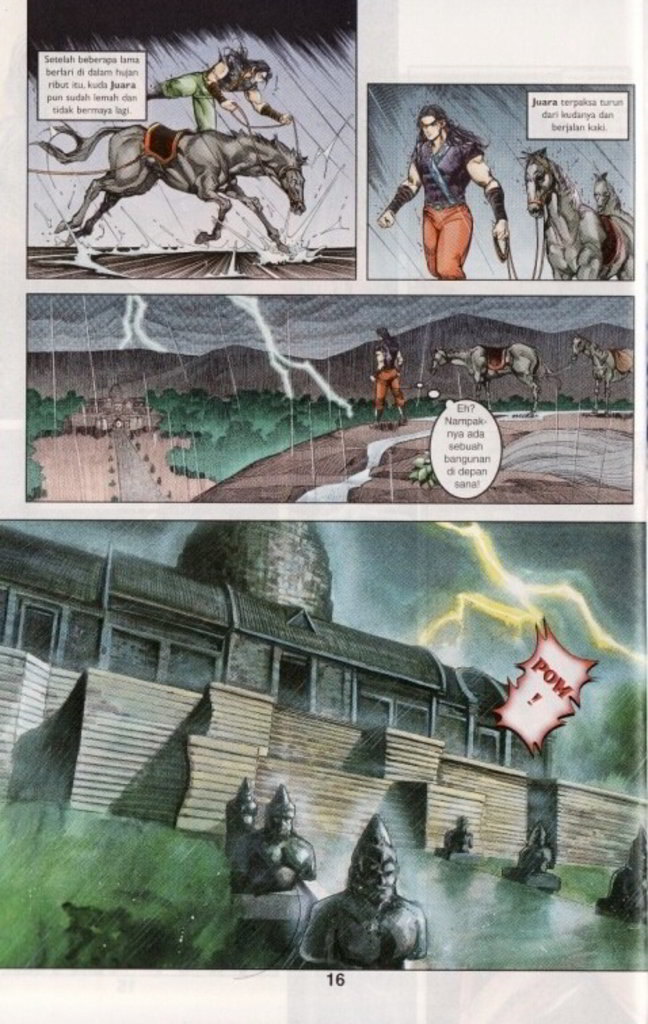 Setelah beberapa lama
berlari di dalam hujan
ribut itu, kuda Juara
pun sudah lemah dan
tidak bermaya lagi.
Juara terpaksa turun
dari kudanya dan
berjalan kaki.
Eh?
Nampak-
nya ada
sebuah
bangunan
di depan
sana!
POW
!
16